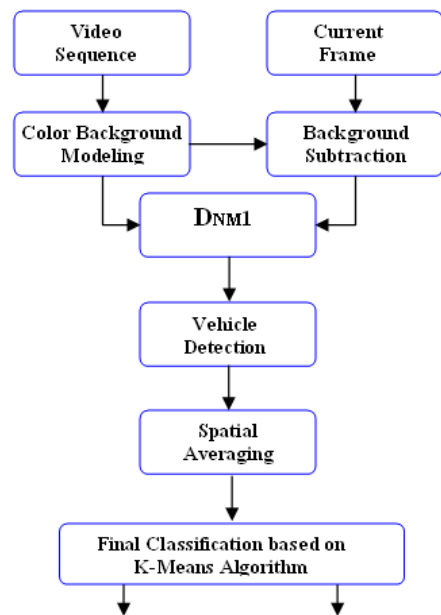 Video
Sequence
Current
Frame
Color Background
Modeling
Background
Subtraction
DNM1
Vehicle
Detection
Spatial
Averaging
Final Classification based on
K-Means Algorithm